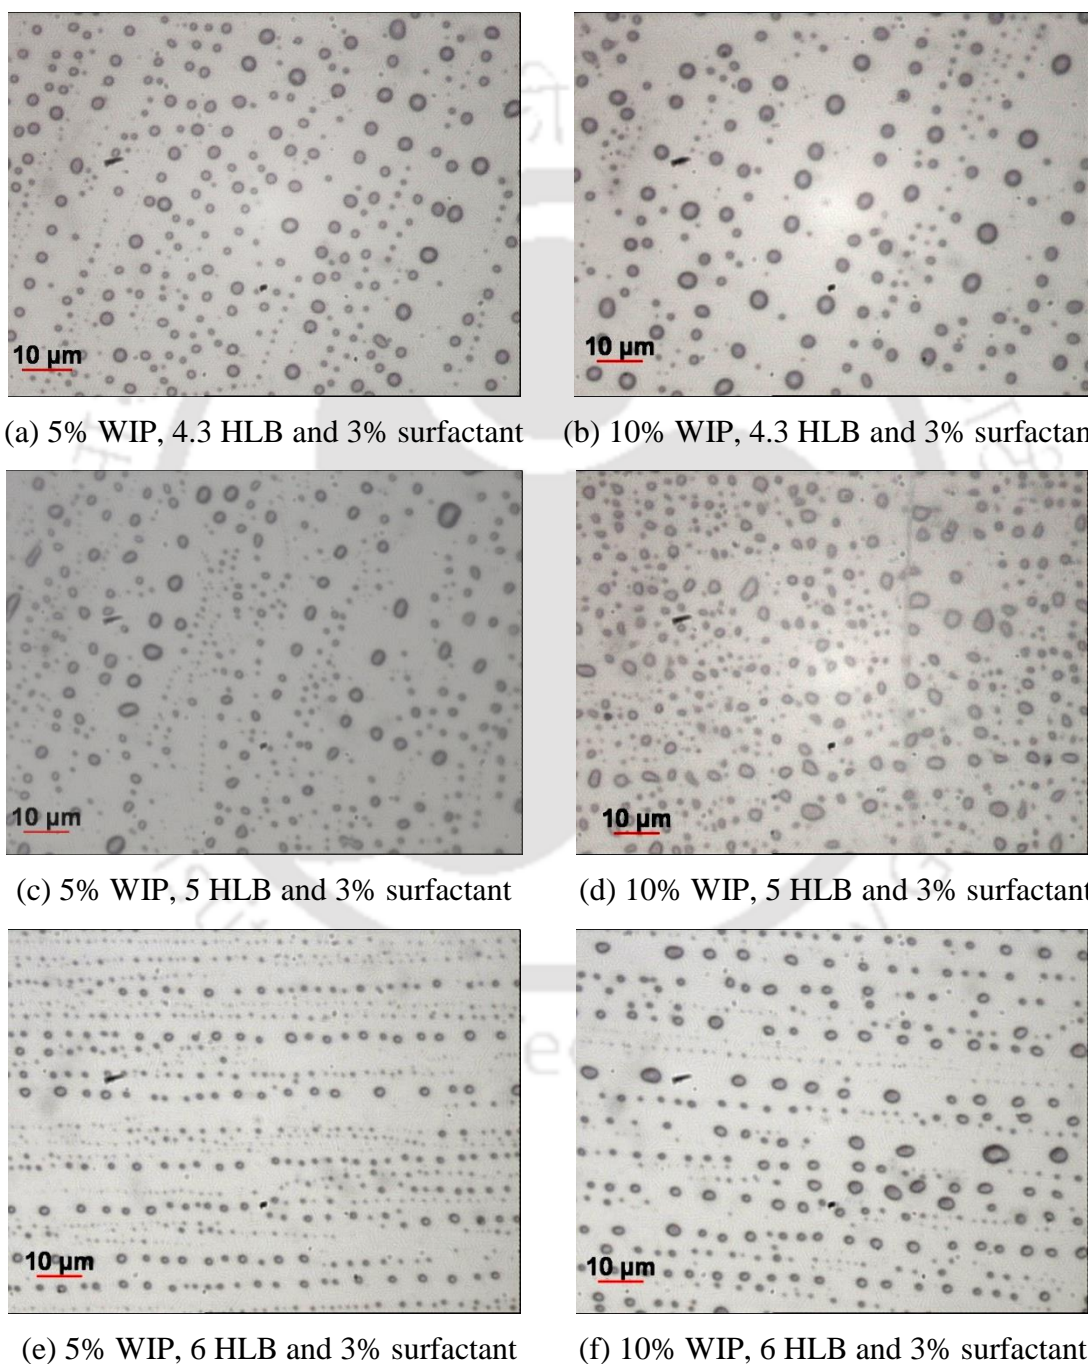 10 µm
10 µm
(a) 5% WIP, 4.3 HLB and 3% surfactant
(b) 10% WIP, 4.3 HLB and 3% surfactan
10 µm
10 µm
(c) 5% WIP, 5 HLB and 3% surfactant
(d) 10% WIP, 5 HLB and 3% surfactant
10 µm
10 µm
(e) 5% WIP, 6 HLB and 3% surfactant
(f) 10% WIP, 6 HLB and 3% surfactant